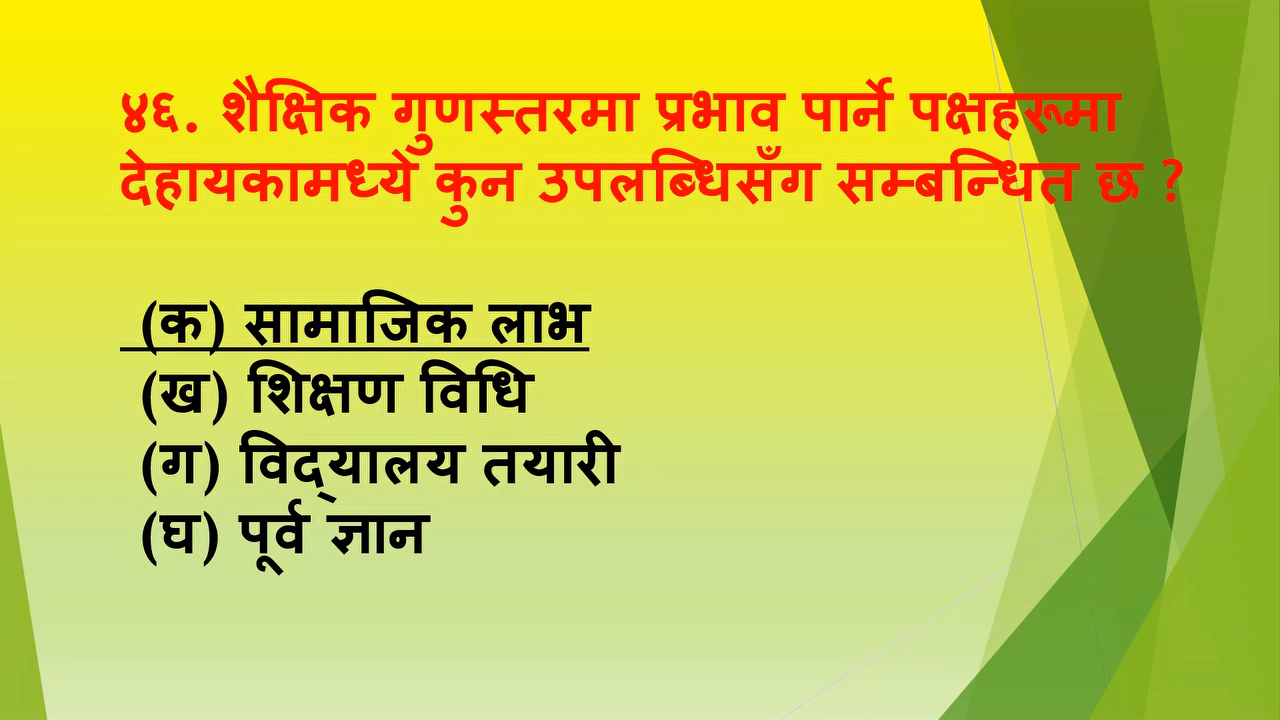 ४६. शैक्षिक गुणस्तरमा प्रभाव पार्ने पक्षहरूमा
देहायकामध्ये कुन उपलब्धिसँग सम्बन्धित छ ?
(क) सामाजिक लाभ
(ख) शिक्षण विधि
(ग) विद्यालय तयारी
(घ) पूर्व ज्ञान